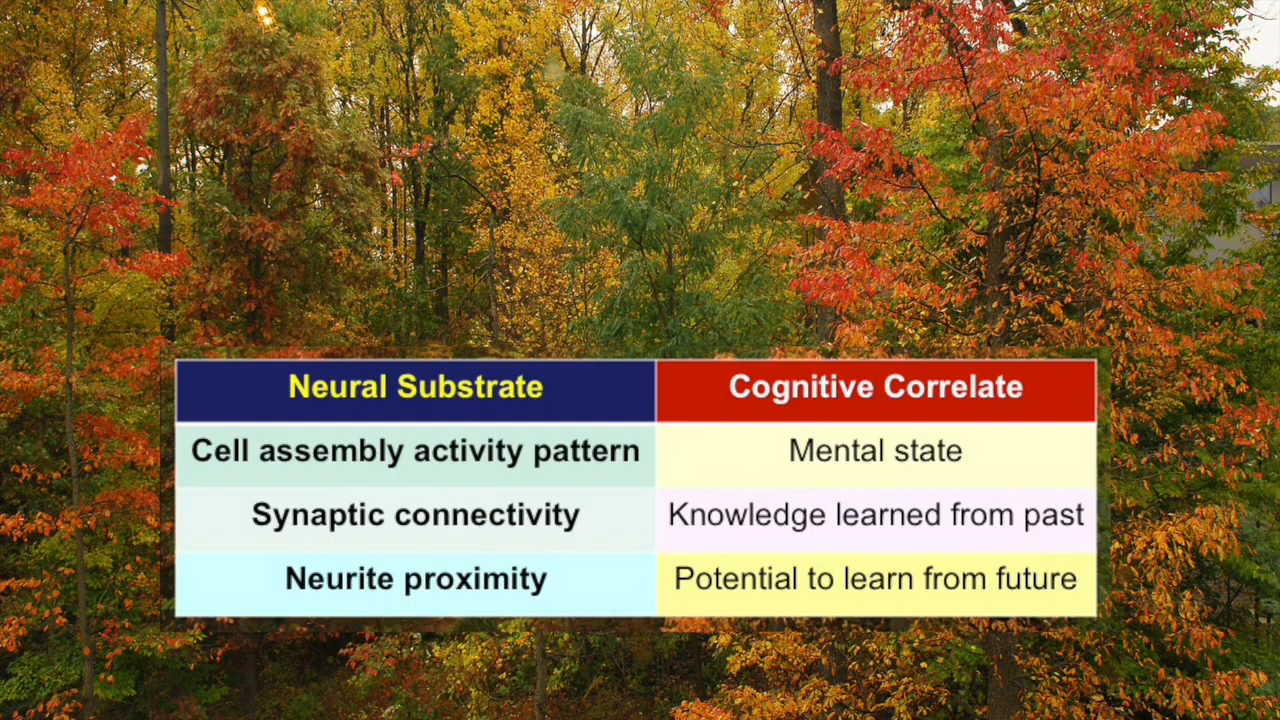 Neural Substrate Cognitive Correlate
Cell assembly activity pattern Mental state
Synaptic connectivity Knowledge learned from past
Neurite proximity Potential to learn from future